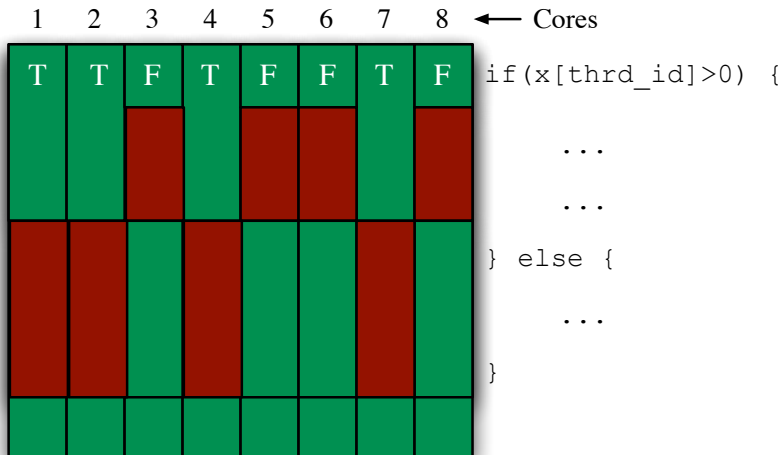 1 2 3 4 5 6 7 8 Cores
T T F T F F T F if(x[thrd_id]>0) {
...
...
} else {
...
}